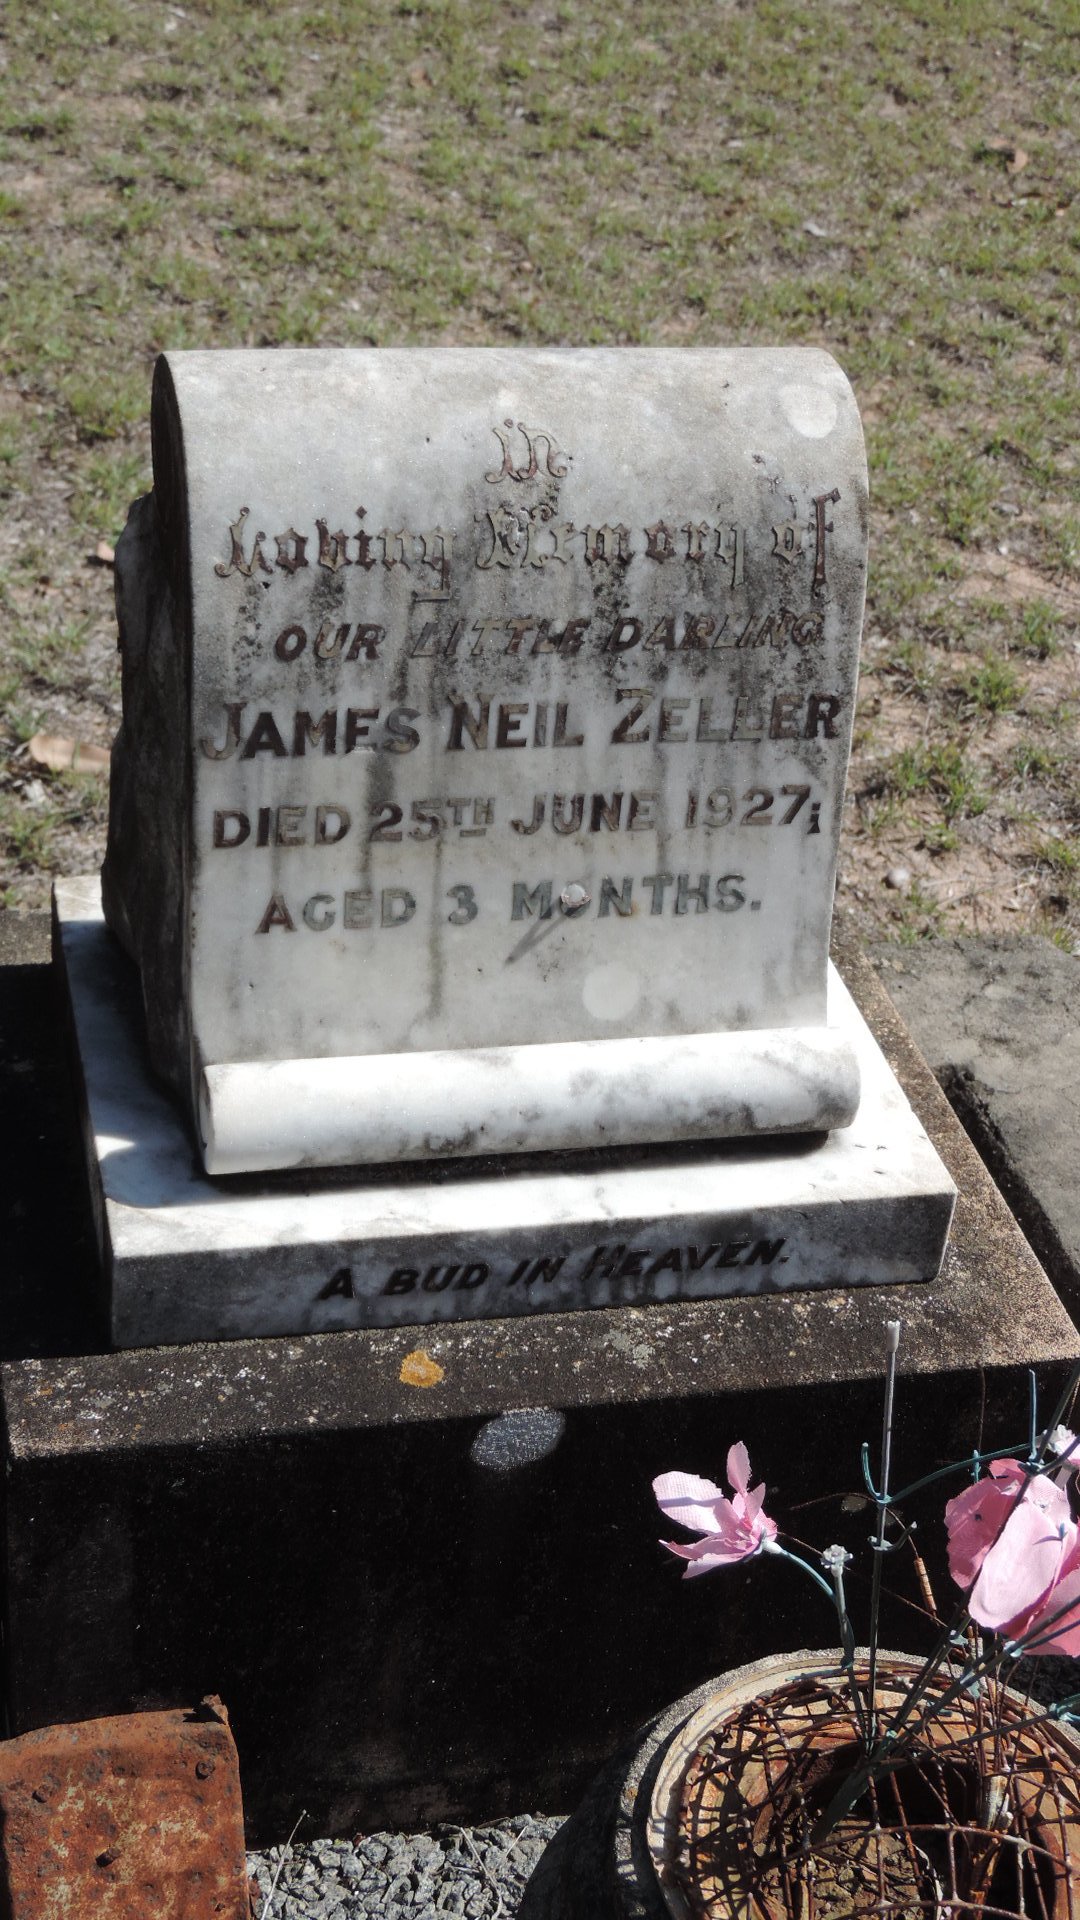 In
Loving Memory of
OUR LITTLE DARLING
JAMES NEIL ZELLER
DIED 25TH JUNE 1927;
AGED 3 MONTHS.
A BUD IN HEAVEN.